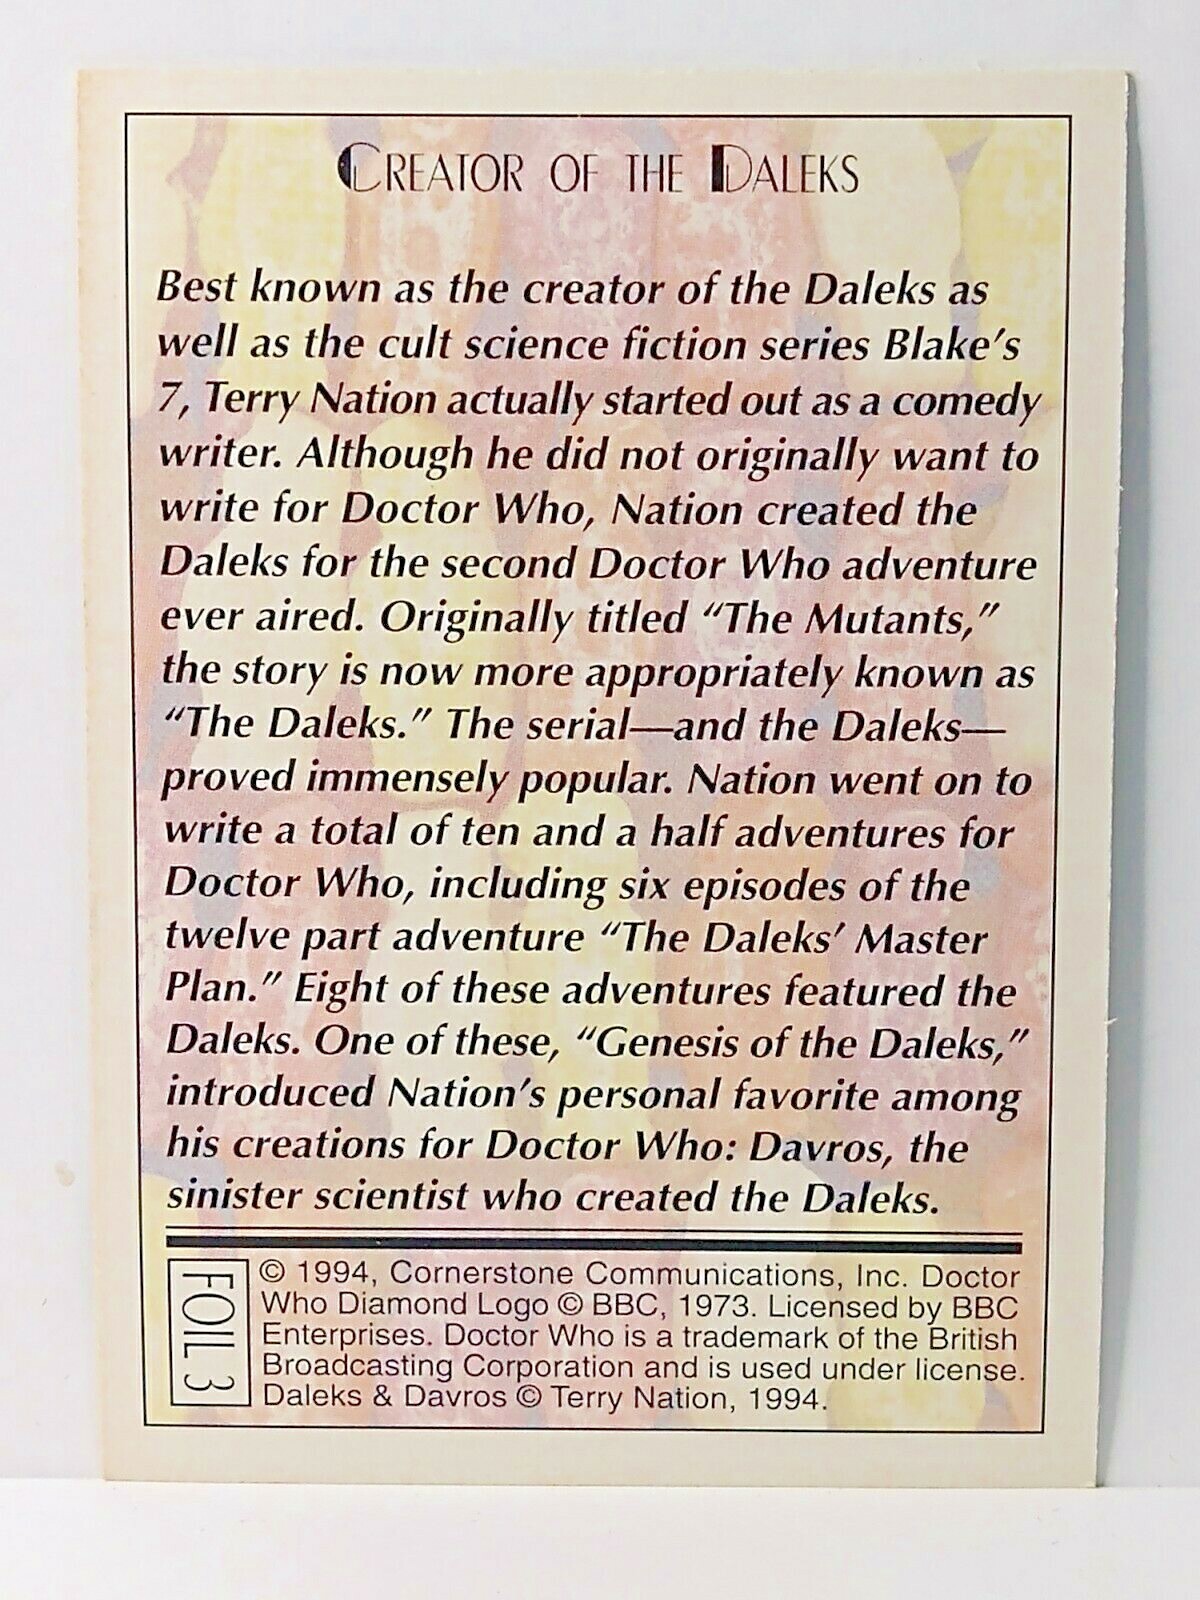 CREATOR OF THE DALEKS
Best known as the creator of the Daleks as
well as the cult science fiction series Blake's
7, Terry Nation actually started out as a comedy
writer. Although he did not originally want to
write for Doctor Who, Nation created the
Daleks for the second Doctor Who adventure
ever aired. Originally titled “The Mutants,”
the story is now more appropriately known as
“The Daleks.” The serial—and the Daleks—
proved immensely popular. Nation went on to
write a total of ten and a half adventures for
Doctor Who, including six episodes of the
twelve part adventure “The Daleks’ Master
Plan.” Eight of these adventures featured the
Daleks. One of these, “Genesis of the Daleks,”
introduced Nation's personal favorite among
his creations for Doctor Who: Davros, the
sinister scientist who created the Daleks.
FOIL 3
© 1994, Cornerstone Communications, Inc. Doctor
Who Diamond Logo © BBC, 1973. Licensed by BBC
Enterprises. Doctor Who is a trademark of the British
Broadcasting Corporation and is used under license.
Daleks & Davros © Terry Nation, 1994.